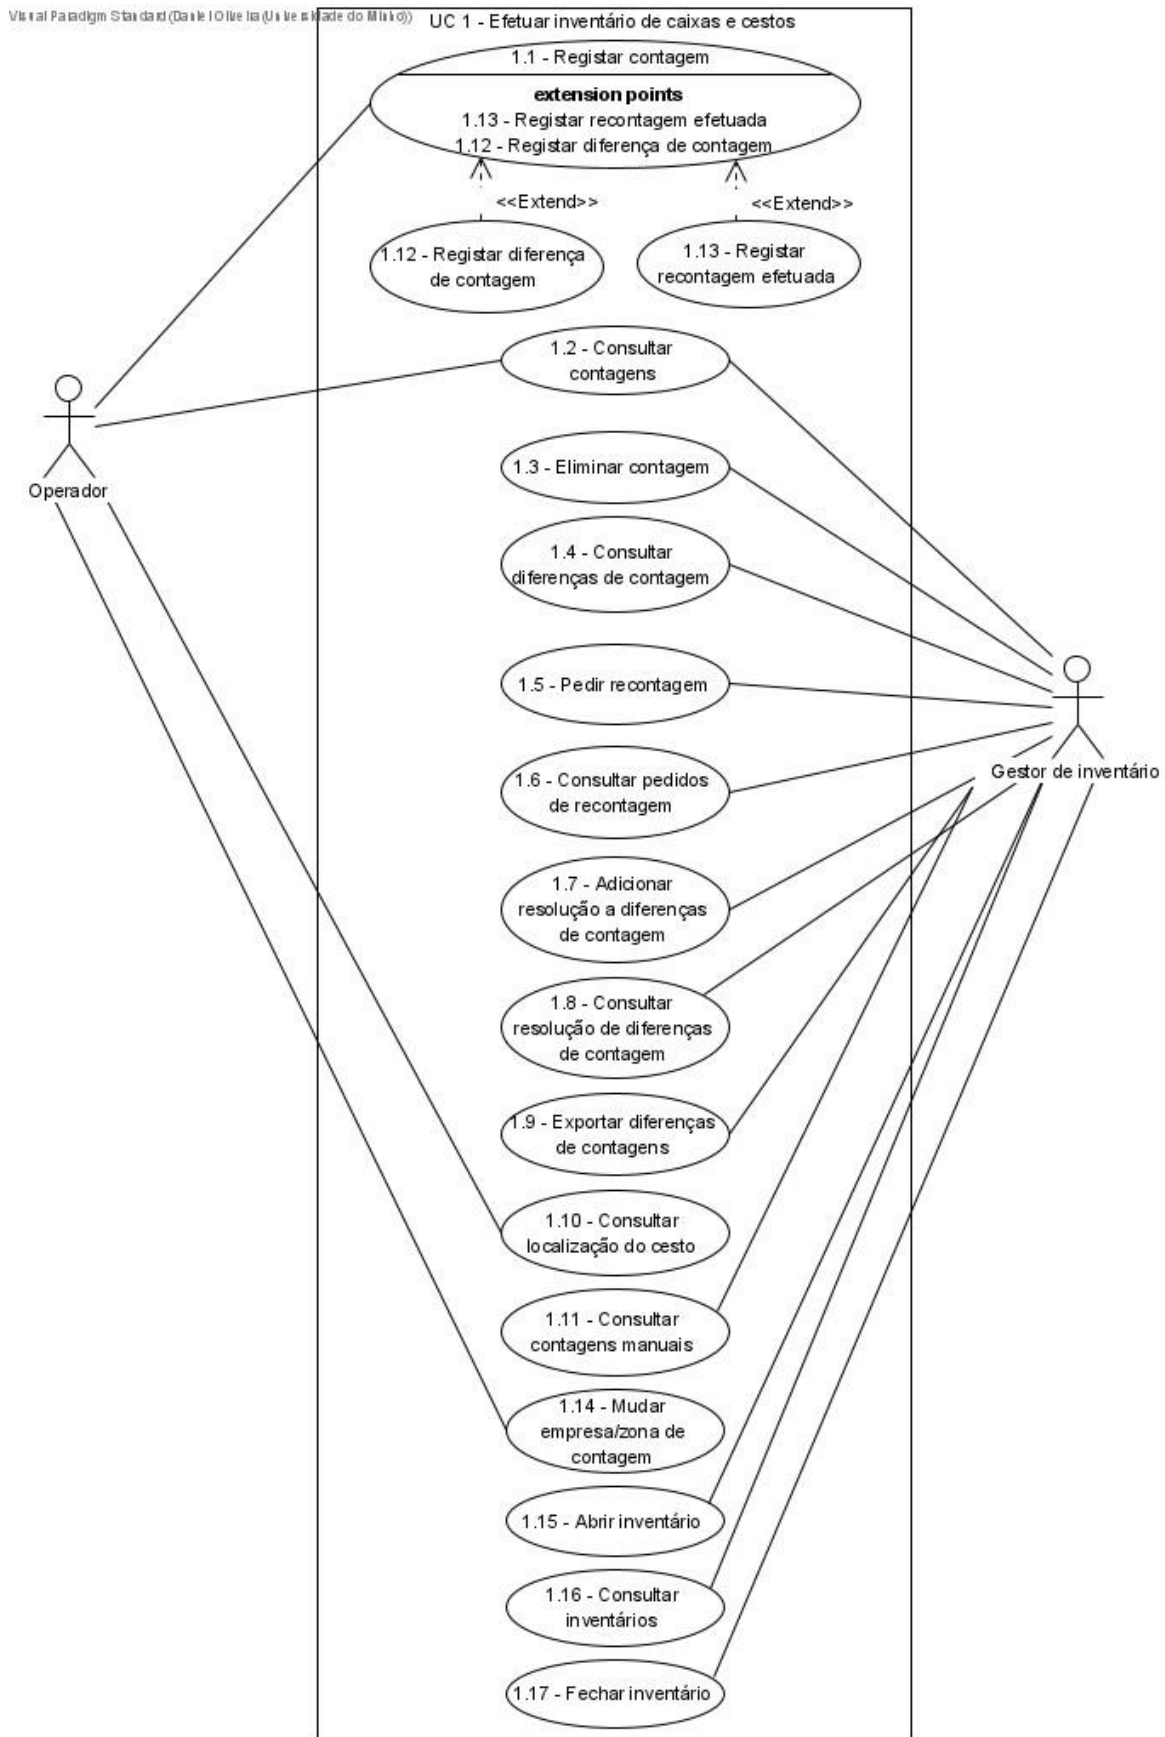 Visual Paradigm Standard (Daniel Oliveira (Universidade do Minho))
UC 1 - Efetuar inventário de caixas e cestos
1.1 - Registar contagem
extension points
1.13 - Registar recontagem efetuada
1.12 - Registar diferença de contagem
<<Extend>>
<<Extend>>
1.12 - Registar diferença
de contagem
1.13 - Registar
recontagem efetuada
1.2 - Consultar
contagens
Operador
1.3 - Eliminar contagem
1.4 - Consultar
diferenças de contagem
1.5 - Pedir recontagem
Gestor de inventário
1.6 - Consultar pedidos
de recontagem
1.7 - Adicionar
resolução a diferenças
de contagem
1.8 - Consultar
resolução de diferenças
de contagem
1.9 - Exportar diferenças
de contagens
1.10 - Consultar
localização do cesto
1.11 - Consultar
contagens manuais
1.14 - Mudar
empresa/zona de
contagem
1.15 - Abrir inventário
1.16 - Consultar
inventários
1.17 - Fechar inventário